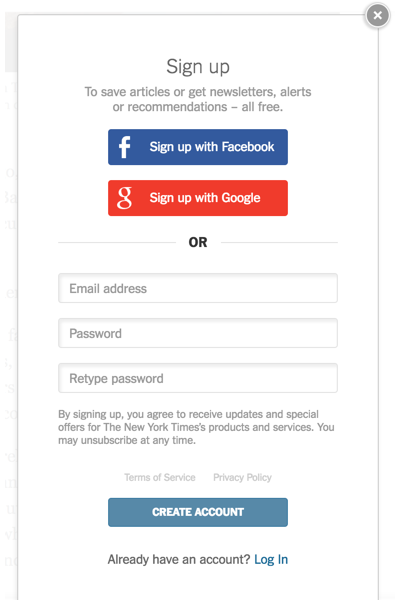 Sign up
To save articles or get newsletters, alerts
or recommendations – all free.
f Sign up with Facebook
g Sign up with Google
OR
Email address
Password
Retype password
By signing up, you agree to receive updates and special
offers for The New York Times's products and services. You
may unsubscribe at any time.
Terms of Service Privacy Policy
CREATE ACCOUNT
Already have an account? Log In